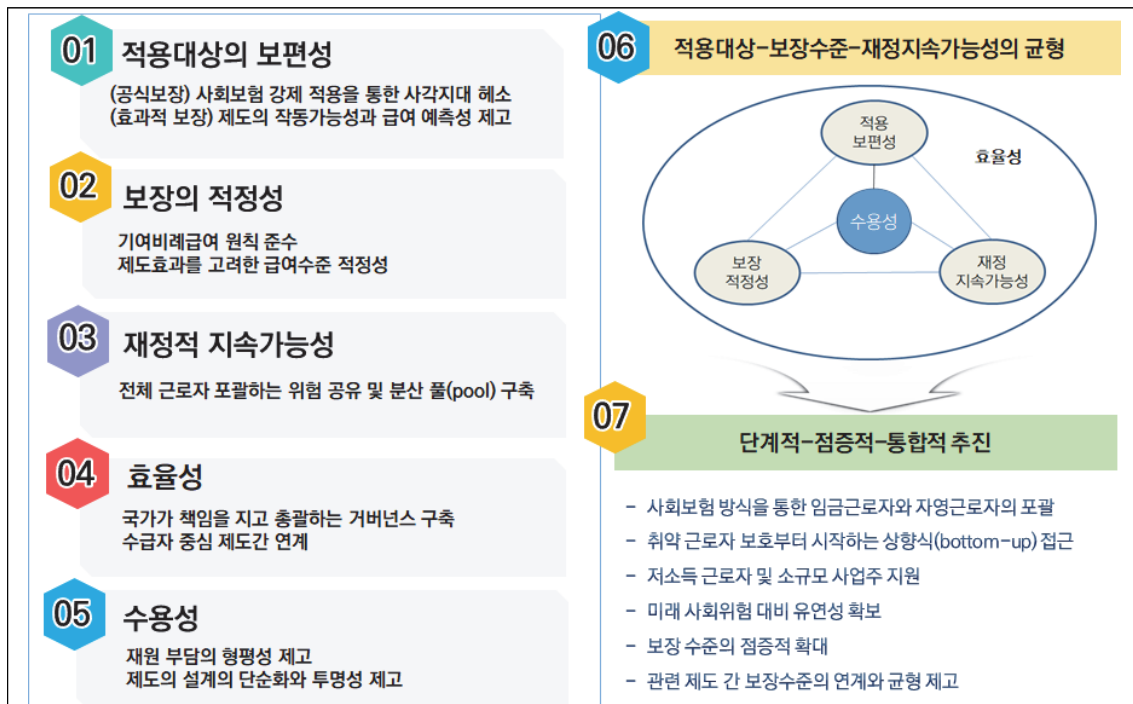 01
적용대상의 보편성
(공식보장) 사회보험 강제 적용을 통한 사각지대 헤소
(효과적 보장) 제도의 작동가능성과 급여 예측성 제고
02
보장의 적정성
기여비례급여 원칙 준수
제도효과를 고려한 급여수준 적정성
03
재정적 지속가능성
전체 근로자 포괄하는 위험 공유 및 분산 풀(pool) 구축
04
효율성
국가가 책임을 지고 총괄하는 거버넌스 구축
수급자 중심 제도간 연계
05
수용성
재원 부담의 형평성 제고
제도의 설계의 단순화와 투명성 제고
06
적용대상-보장수준-재정지속가능성의 균형
적용
보편성
효율성
수용성
보장
적정성
재정
지속가능성
07
단계적-점증적-통합적 추진
- 사회보험 방식을 통한 임금근로자와 자영근로자의 포괄
- 취약 근로자 보호부터 시작하는 상향식(bottom-up) 접근
- 저소득 근로자 및 소규모 사업주 지원
- 미래 사회위험 대비 유연성 확보
- 보장 수준의 점증적 확대
- 관련 제도 간 보장수준의 연계와 균형 제고